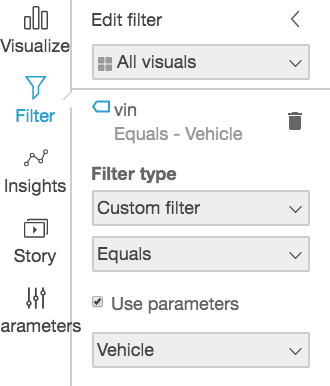 Visualize
Filter
Insights
Story
arameters
Edit filter
All visuals
vin
Equals - Vehicle
Filter type
Custom filter
Equals
Use parameters
Vehicle